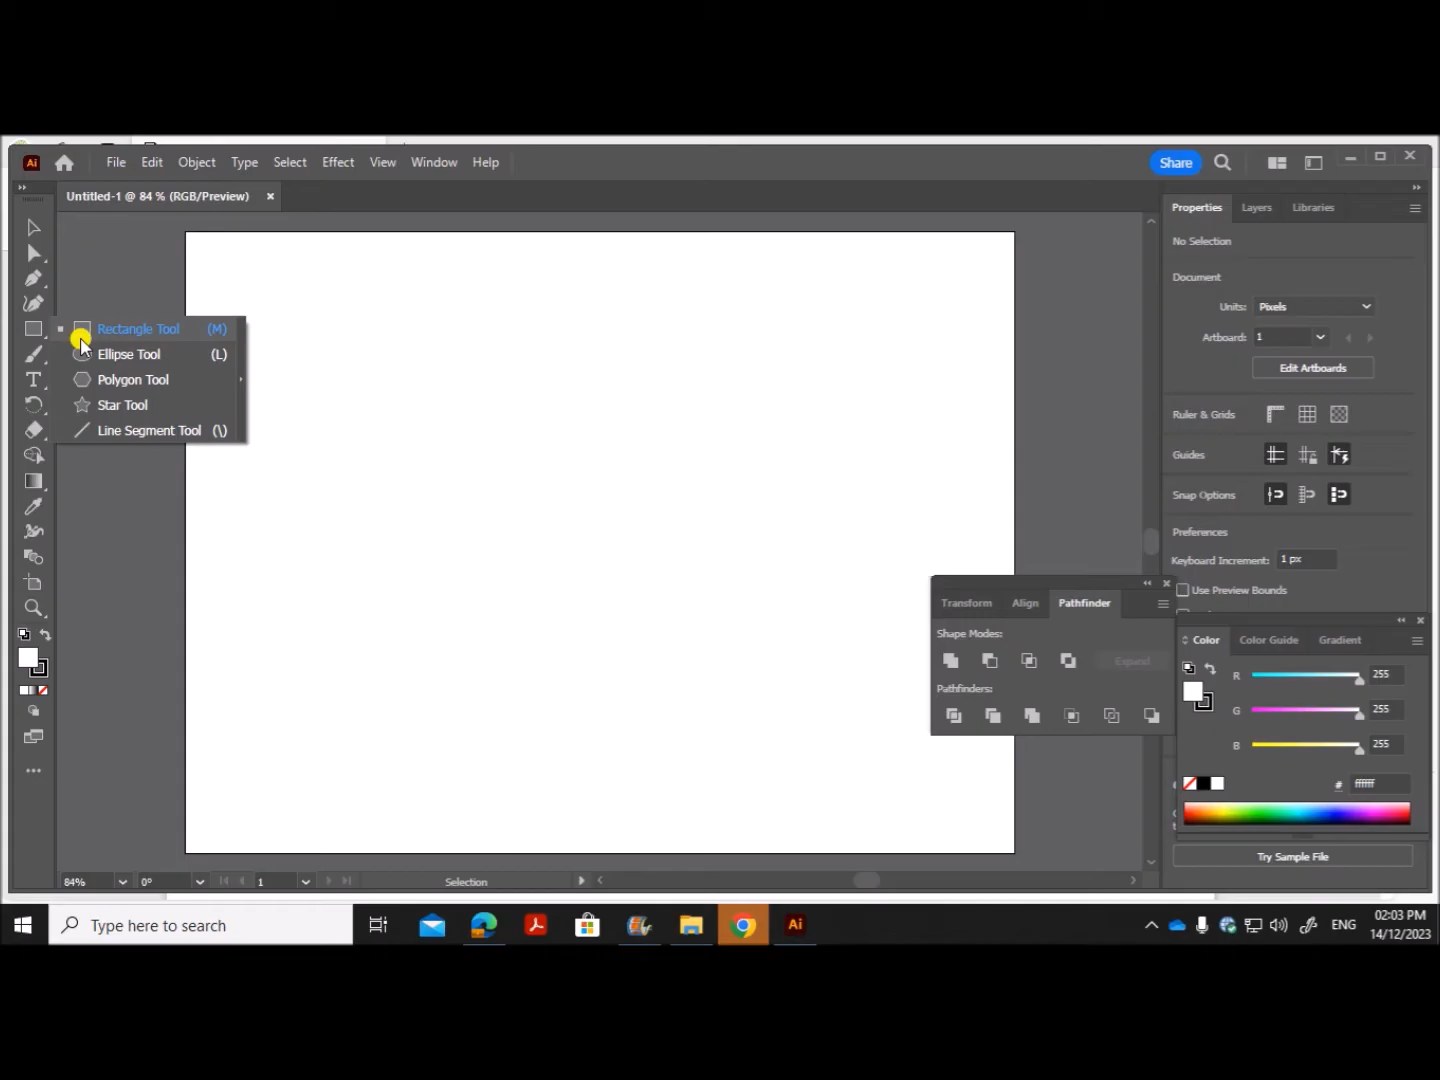 Ai
File Edit Object Type Select Effect View Window Help
Share
Untitled-1 @ 84 % (RGB/Preview) ×
Properties Layers Libraries
No Selection
Document
Units: Pixels
Artboard: 1
Edit Artboards
Rectangle Tool (M)
Ellipse Tool (L)
Polygon Tool
Star Tool
Line Segment Tool (\)
Ruler & Grids
Guides
Snap Options
Preferences
Keyboard Increment: 1 px
Use Preview Bounds
Transform Align Pathfinder
Shape Modes:
Expand
Pathfinders:
Color Color Guide Gradient
R 255
G 255
B 255
# ffffff
Try Sample File
84% 0° 1 Selection
Type here to search
Ai
ENG
02:03 PM
14/12/2023